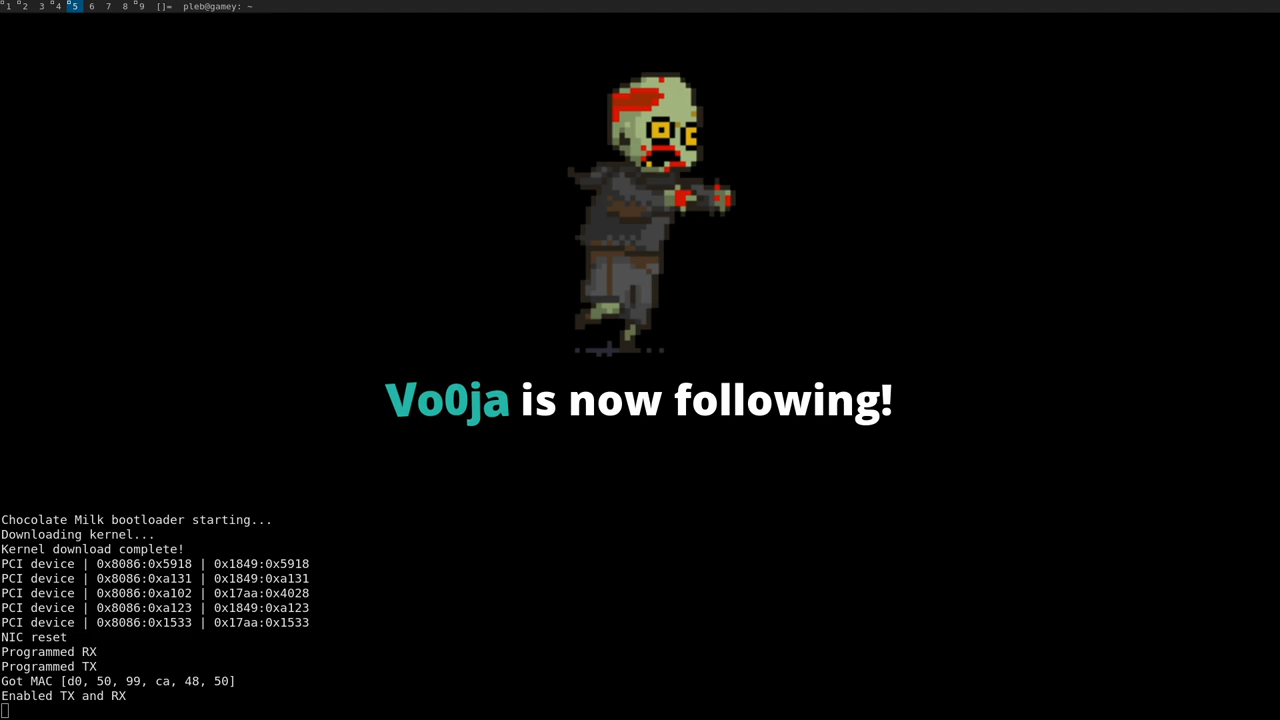 1 2 3 4 5 6 7 8 9 []= pleb@gamey: ~
Vo0ja is now following!
Chocolate Milk bootloader starting...
Downloading kernel...
Kernel download complete!
PCI device | 0x8086:0x5918 | 0x1849:0x5918
PCI device | 0x8086:0xa131 | 0x1849:0xa131
PCI device | 0x8086:0xa102 | 0x17aa:0x4028
PCI device | 0x8086:0xa123 | 0x1849:0xa123
PCI device | 0x8086:0x1533 | 0x17aa:0x1533
NIC reset
Programmed RX
Programmed TX
Got MAC [d0, 50, 99, ca, 48, 50]
Enabled TX and RX